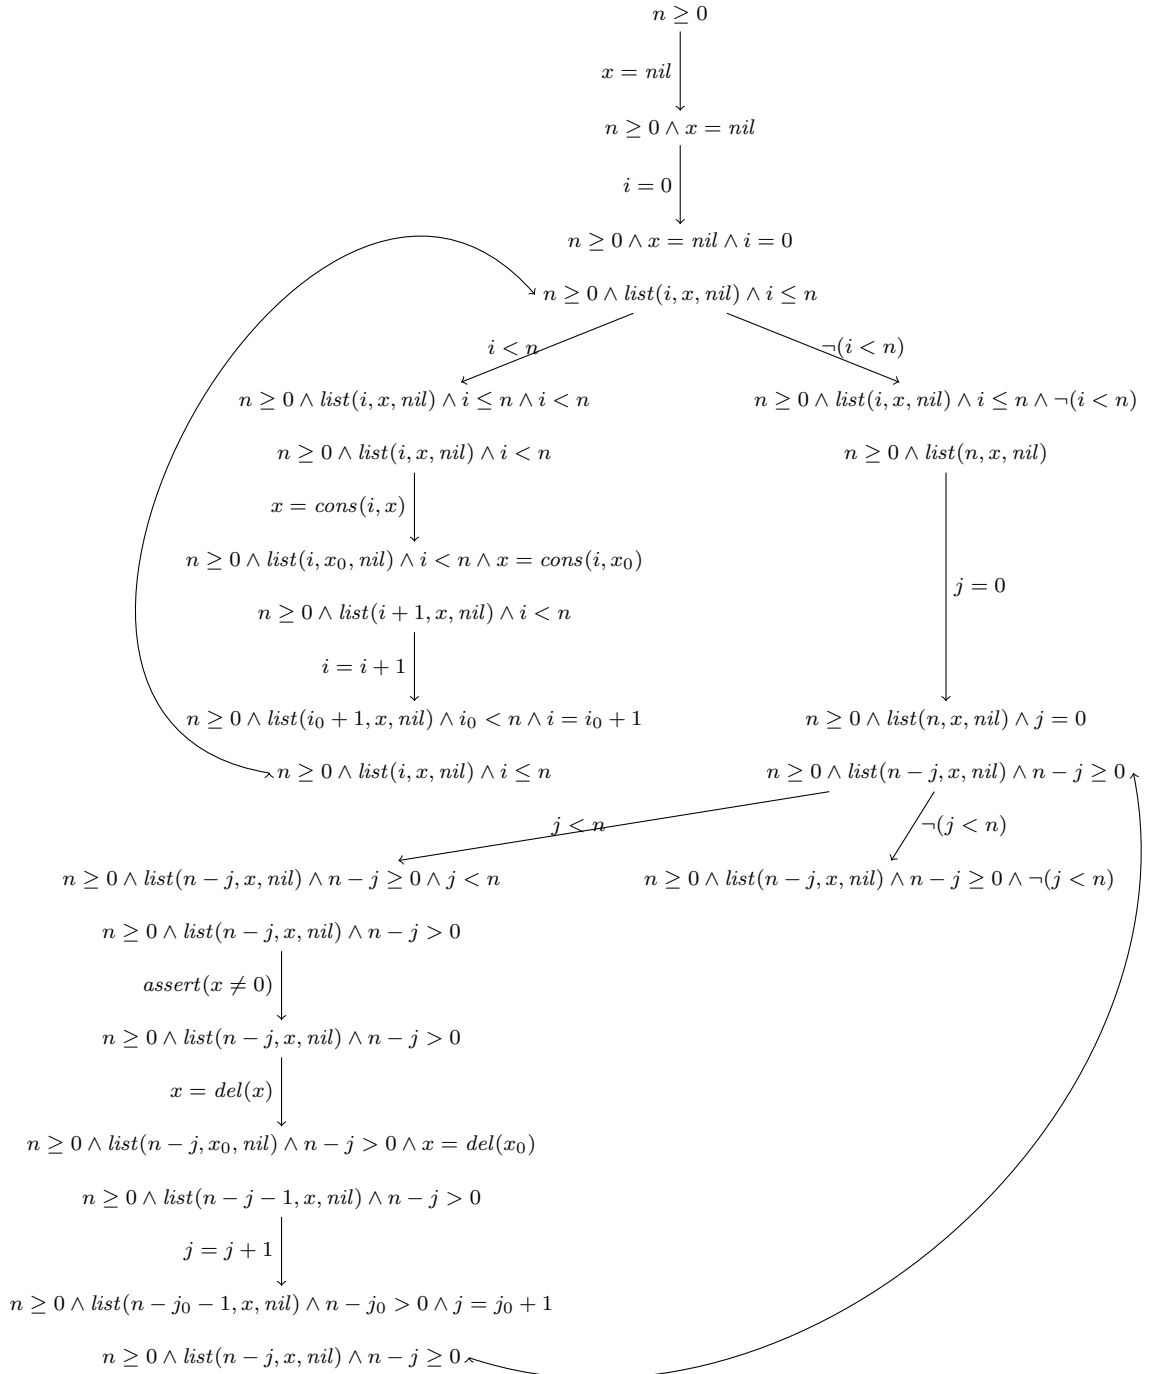 n ≥ 0
x = nil
n ≥ 0 ∧ x = nil
i = 0
n ≥ 0 ∧ x = nil ∧ i = 0
n ≥ 0 ∧ list(i, x, nil) ∧ i ≤ n
i < n
¬(i < n)
n ≥ 0 ∧ list(i, x, nil) ∧ i ≤ n ∧ i < n
n ≥ 0 ∧ list(i, x, nil) ∧ i ≤ n ∧ ¬(i < n)
n ≥ 0 ∧ list(i, x, nil) ∧ i < n
n ≥ 0 ∧ list(n, x, nil)
x = cons(i, x)
n ≥ 0 ∧ list(i, x₀, nil) ∧ i < n ∧ x = cons(i, x₀)
j = 0
n ≥ 0 ∧ list(i + 1, x, nil) ∧ i < n
i = i + 1
n ≥ 0 ∧ list(i₀ + 1, x, nil) ∧ i₀ < n ∧ i = i₀ + 1
n ≥ 0 ∧ list(n, x, nil) ∧ j = 0
n ≥ 0 ∧ list(i, x, nil) ∧ i ≤ n
n ≥ 0 ∧ list(n − j, x, nil) ∧ n − j ≥ 0
j < n
¬(j < n)
n ≥ 0 ∧ list(n − j, x, nil) ∧ n − j ≥ 0 ∧ j < n
n ≥ 0 ∧ list(n − j, x, nil) ∧ n − j ≥ 0 ∧ ¬(j < n)
n ≥ 0 ∧ list(n − j, x, nil) ∧ n − j > 0
assert(x ≠ 0)
n ≥ 0 ∧ list(n − j, x, nil) ∧ n − j > 0
x = del(x)
n ≥ 0 ∧ list(n − j, x₀, nil) ∧ n − j > 0 ∧ x = del(x₀)
n ≥ 0 ∧ list(n − j − 1, x, nil) ∧ n − j > 0
j = j + 1
n ≥ 0 ∧ list(n − j₀ − 1, x, nil) ∧ n − j₀ > 0 ∧ j = j₀ + 1
n ≥ 0 ∧ list(n − j, x, nil) ∧ n − j ≥ 0